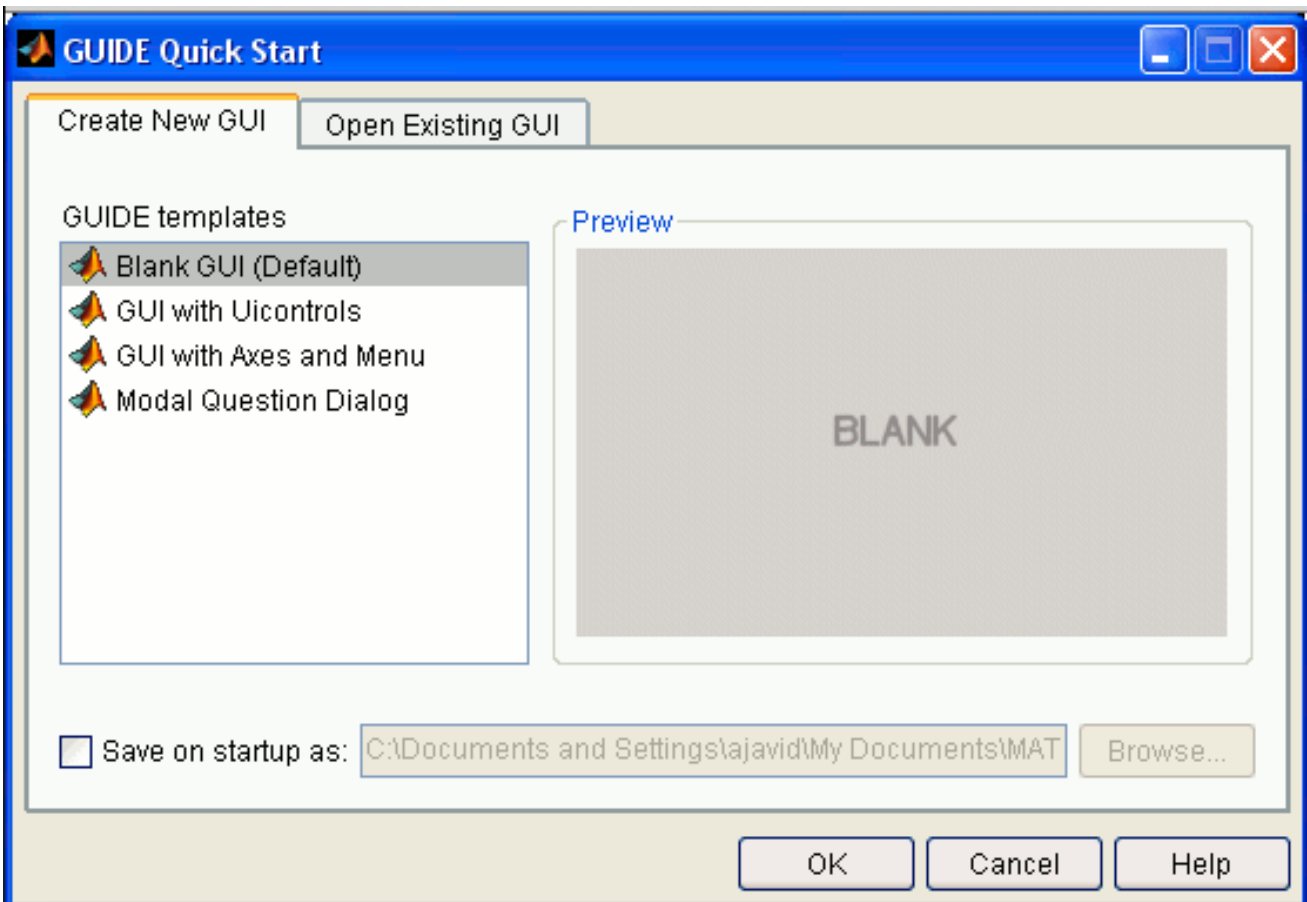 GUIDE Quick Start
Create New GUI
Open Existing GUI
GUIDE templates
Blank GUI (Default)
GUI with Uicontrols
GUI with Axes and Menu
Modal Question Dialog
Preview
BLANK
Save on startup as:
C:\Documents and Settings\ajavid\My Documents\MAT
Browse...
OK
Cancel
Help